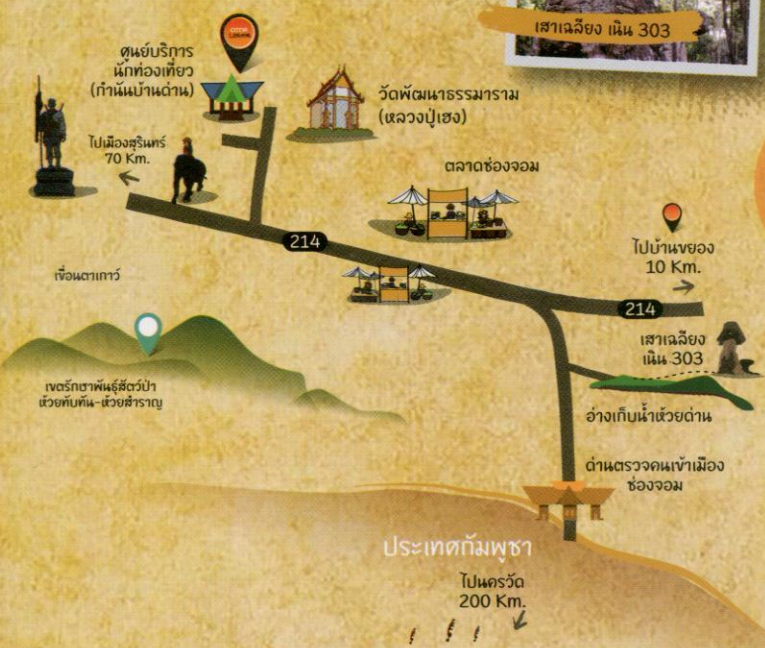 เสาเฉลียง เนิน 303
ศูนย์บริการ
นักท่องเที่ยว
(กำนันบ้านด่าน)
วัดพัฒนาธรรมาราม
(หลวงปู่เฮง)
ไปเมืองสุรินทร์
70 Km.
ตลาดช่องจอม
214
ไปบ้านขยอง
10 Km.
เขื่อนตาเกาว์
214
เสาเฉลียง
เนิน 303
เขตรักษาพันธุ์สัตว์ป่า
ห้วยทับทัน-ห้วยสำราญ
อ่างเก็บน้ำห้วยด่าน
ด่านตรวจคนเข้าเมือง
ช่องจอม
ประเทศกัมพูชา
ไปนครวัด
200 Km.